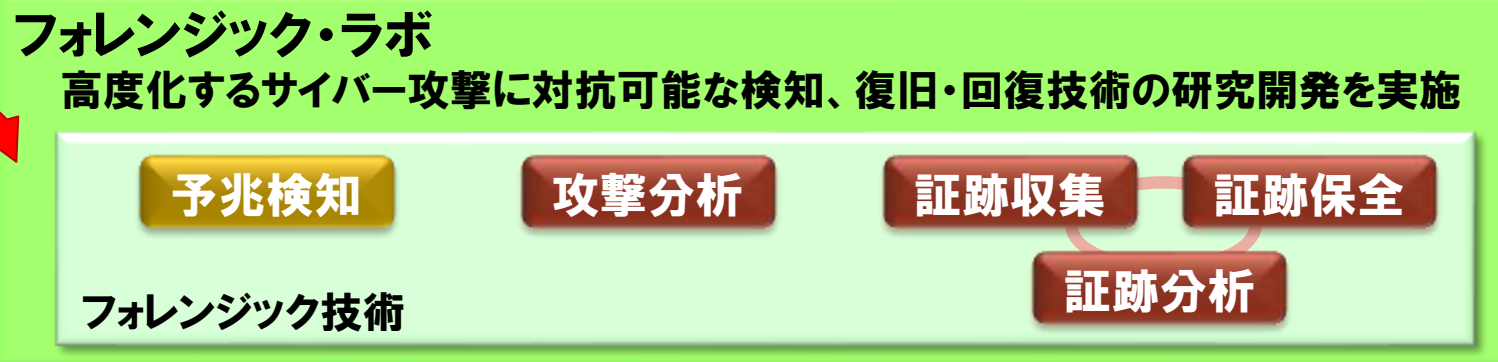 フォレンジック・ラボ
高度化するサイバー攻撃に対抗可能な検知、復旧・回復技術の研究開発を実施
予兆検知
攻撃分析
証跡収集
証跡保全
証跡分析
フォレンジック技術